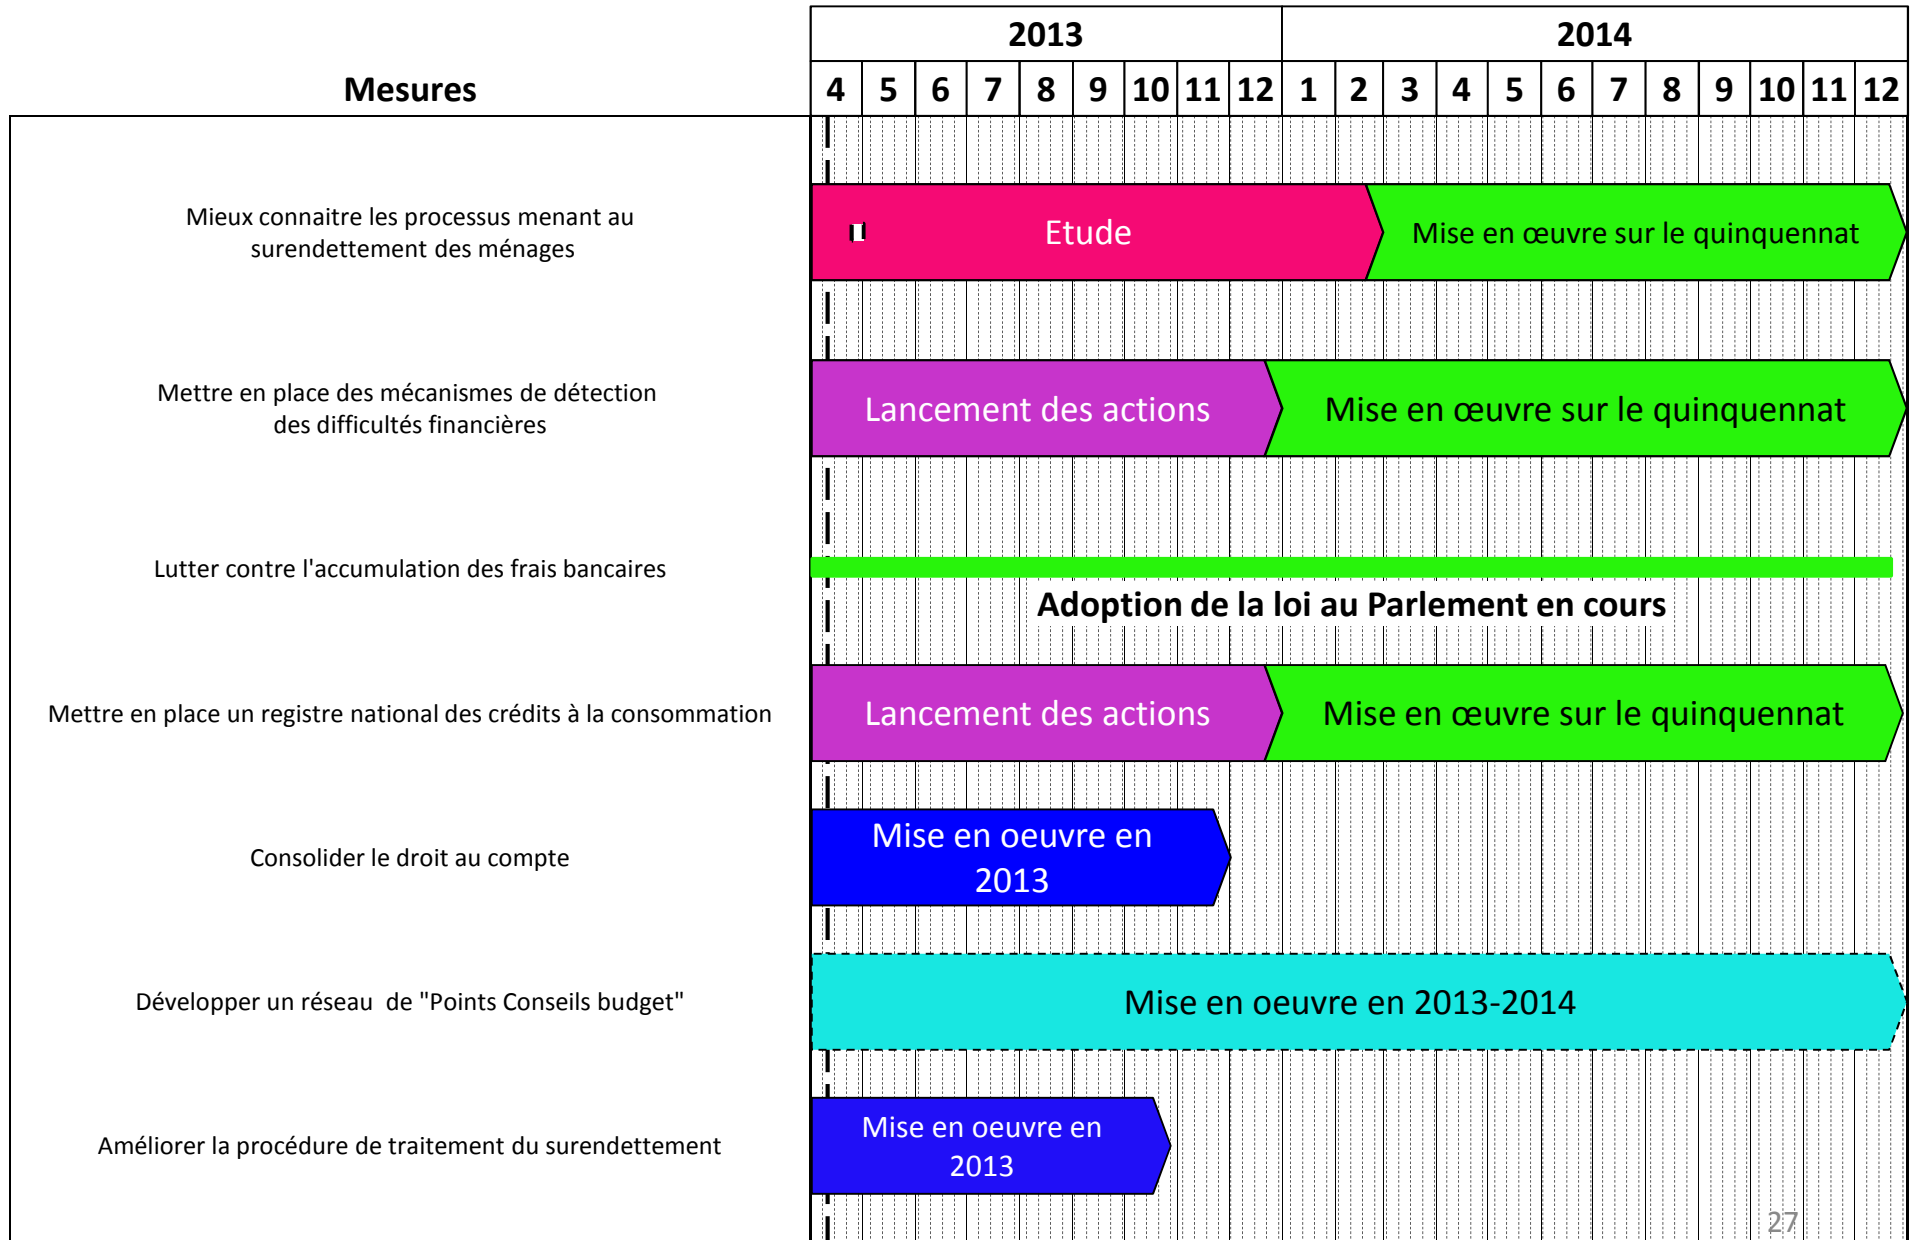 2013 2014
Mesures 4 5 6 7 8 9 10 11 12 1 2 3 4 5 6 7 8 9 10 11 12
Mieux connaitre les processus menant au
surendettement des ménages
Etude
Mise en œuvre sur le quinquennat
Mettre en place des mécanismes de détection
des difficultés financières
Lancement des actions
Mise en œuvre sur le quinquennat
Lutter contre l'accumulation des frais bancaires
Adoption de la loi au Parlement en cours
Mettre en place un registre national des crédits à la consommation
Lancement des actions
Mise en œuvre sur le quinquennat
Consolider le droit au compte
Mise en oeuvre en
2013
Développer un réseau  de "Points Conseils budget"
Mise en oeuvre en 2013-2014
Améliorer la procédure de traitement du surendettement
Mise en oeuvre en
2013
27